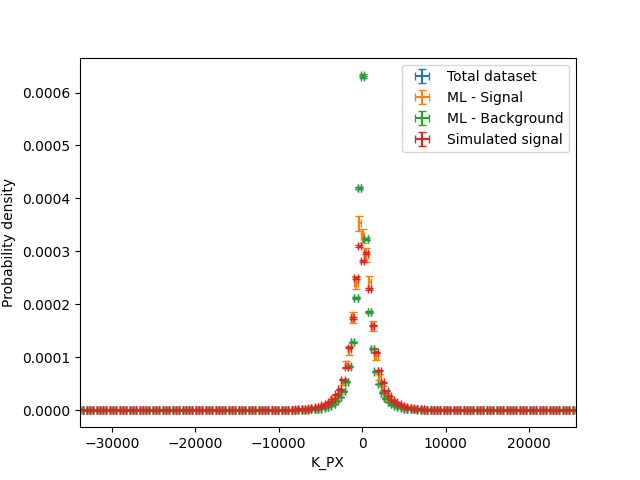 Total dataset
ML - Signal
ML - Background
Simulated signal
Probability density
0.0006
0.0005
0.0004
0.0003
0.0002
0.0001
0.0000
−30000 −20000 −10000 0 10000 20000
K_PX